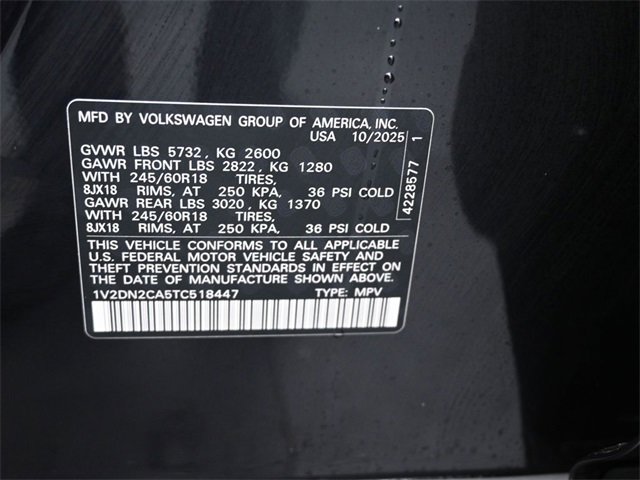 MFD BY VOLKSWAGEN GROUP OF AMERICA, INC.
USA 10/2025
GVWR LBS 5732, KG 2600
GAWR FRONT LBS 2822, KG 1280
WITH 245/60R18 TIRES,
8JX18 RIMS, AT 250 KPA, 36 PSI COLD
GAWR REAR LBS 3020, KG 1370
WITH 245/60R18 TIRES,
8JX18 RIMS, AT 250 KPA, 36 PSI COLD
THIS VEHICLE CONFORMS TO ALL APPLICABLE
U.S. FEDERAL MOTOR VEHICLE SAFETY AND
THEFT PREVENTION STANDARDS IN EFFECT ON
THE DATE OF MANUFACTURE SHOWN ABOVE.
1V2DN2CA5TC518447 TYPE: MPV
4228577 1